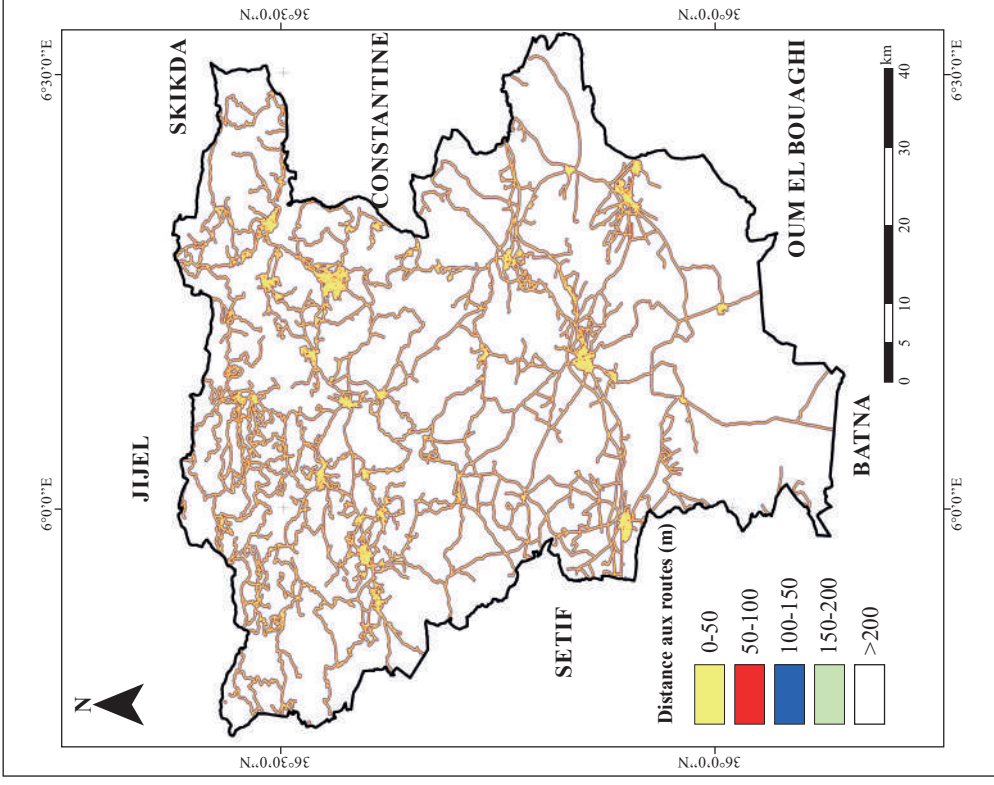 6°0'0"E
6°30'0"E
36°30'0"N
36°30'0"N
36°0'0"N
36°0'0"N
N
JIJEL
SKIKDA
CONSTANTINE
SETIF
OUM EL BOUAGHI
BATNA
Distance aux routes (m)
0-50
50-100
100-150
150-200
>200
0 5 10 20 30 40
km
6°0'0"E
6°30'0"E